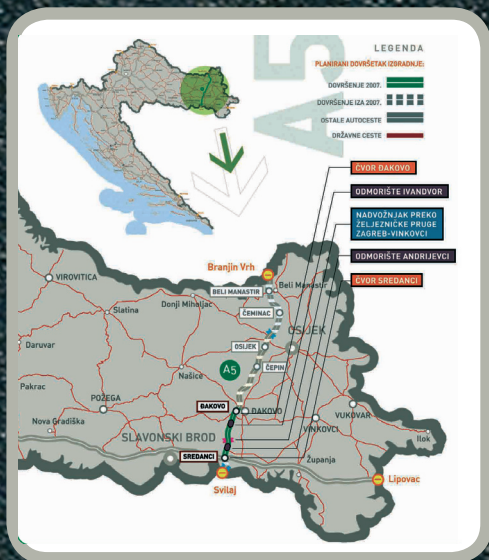 A5
LEGENDA
PLANIRANI DOVRŠETAK IZGRADNJE:
DOVRŠENJE 2007.
DOVRŠENJE IZA 2007.
OSTALE AUTOCESTE
DRŽAVNE CESTE
ČVOR ĐAKOVO
ODMORIŠTE IVANDVOR
NADVOŽNJAK PREKO
ŽELJEZNIČKE PRUGE
ZAGREB-VINKOVCI
ODMORIŠTE ANDRIJEVCI
ČVOR SREDANCI
Branjin Vrh
VIROVITICA
BELI MANASTIR
Beli Manastir
Slatina
Donji Miholjac
ČEMINAC
OSIJEK
OSIJEK
Daruvar
Našice
A5
ČEPIN
Pakrac
POŽEGA
ĐAKOVO
ĐAKOVO
VUKOVAR
Nova Gradiška
VINKOVCI
Ilok
SLAVONSKI BROD
SREDANCI
Županja
Svilaj
Lipovac